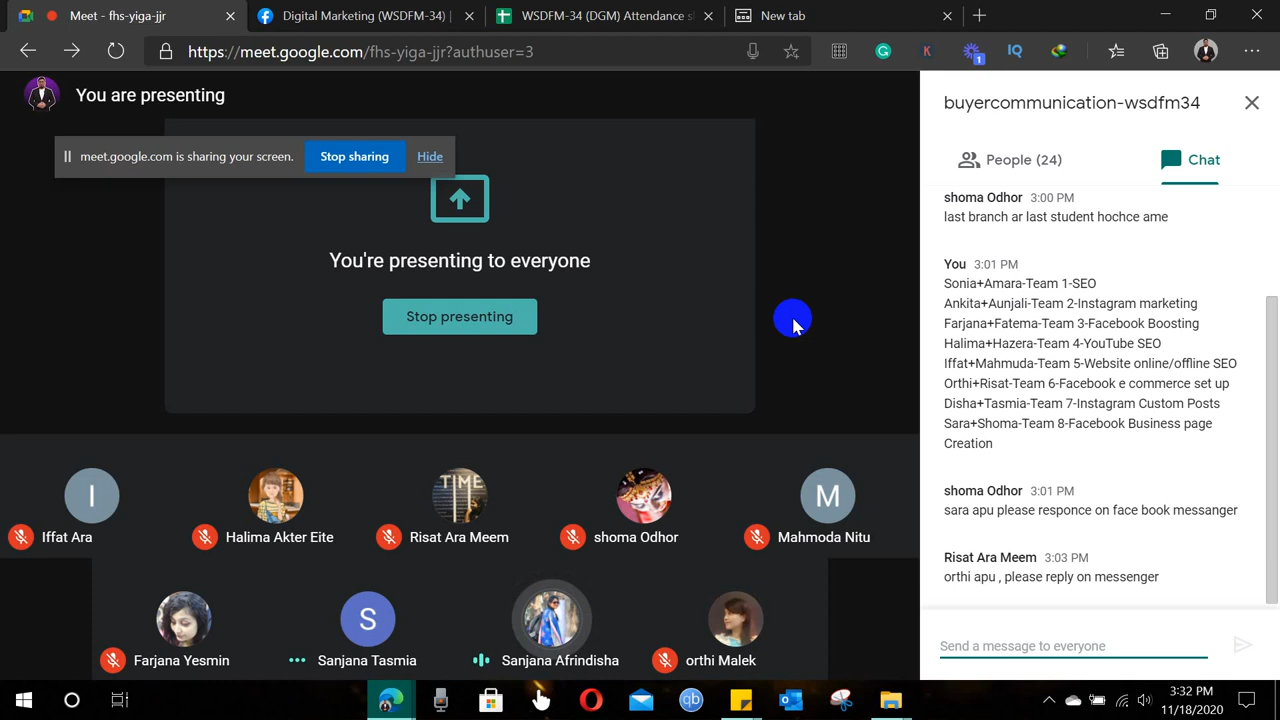 Meet - fhs-yiga-jjr
Digital Marketing (WSDFM-34) |
WSDFM-34 (DGM) Attendance s
New tab
https://meet.google.com/fhs-yiga-jjr?authuser=3
You are presenting
meet.google.com is sharing your screen.
Stop sharing
Hide
You're presenting to everyone
Stop presenting
TIME
Iffat Ara
Halima Akter Eite
Risat Ara Meem
shoma Odhor
Mahmoda Nitu
Farjana Yesmin
Sanjana Tasmia
Sanjana Afrindisha
orthi Malek
I
M
S
buyercommunication-wsdfm34
People (24)
Chat
shoma Odhor 3:00 PM
last branch ar last student hochce ame
You 3:01 PM
Sonia+Amara-Team 1-SEO
Ankita+Aunjali-Team 2-Instagram marketing
Farjana+Fatema-Team 3-Facebook Boosting
Halima+Hazera-Team 4-YouTube SEO
Iffat+Mahmuda-Team 5-Website online/offline SEO
Orthi+Risat-Team 6-Facebook e commerce set up
Disha+Tasmia-Team 7-Instagram Custom Posts
Sara+Shoma-Team 8-Facebook Business page
Creation
shoma Odhor 3:01 PM
sara apu please responce on face book messanger
Risat Ara Meem 3:03 PM
orthi apu , please reply on messenger
Send a message to everyone
K
1
IQ
qb
3:32 PM
11/18/2020